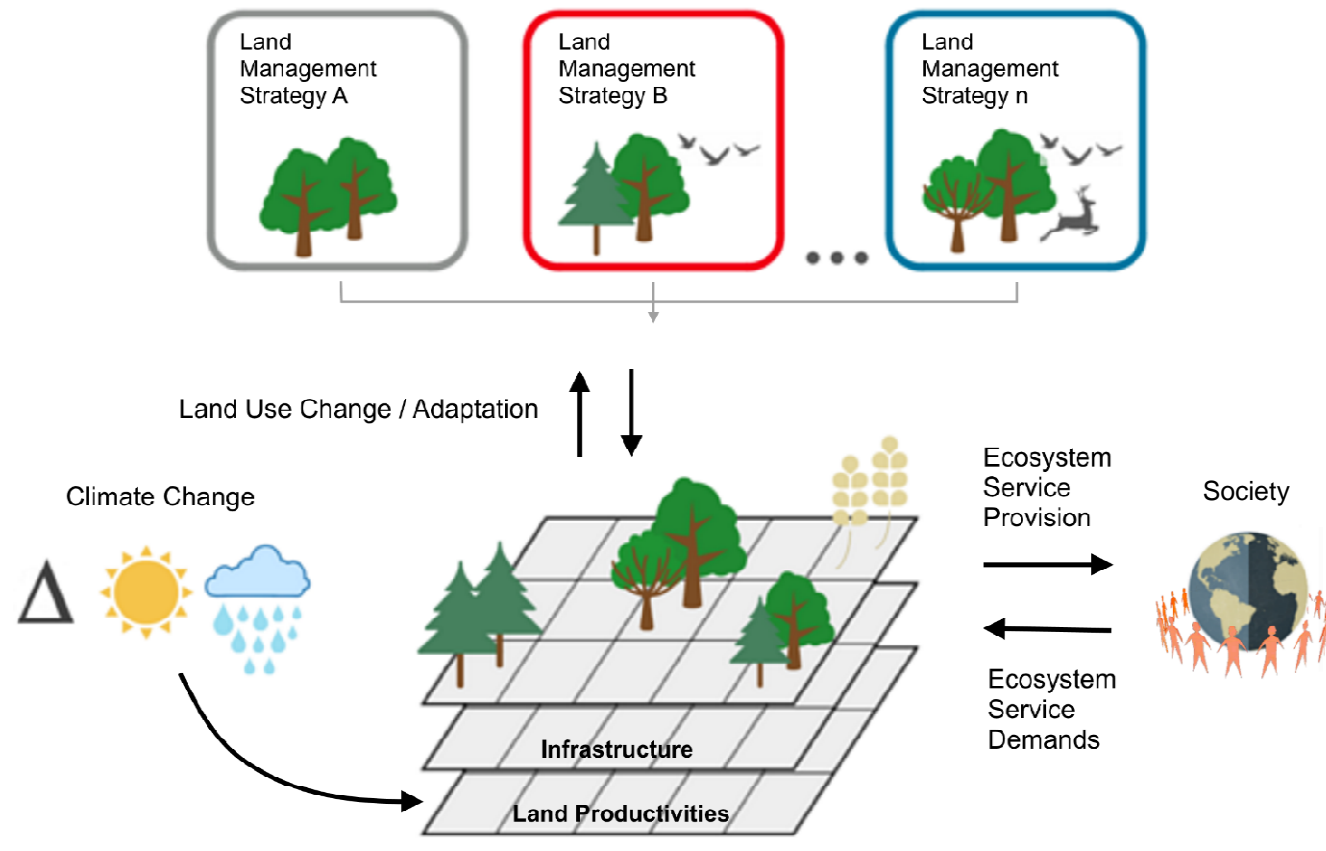 Land
Management
Strategy A
Land
Management
Strategy B
Land
Management
Strategy n
Land Use Change / Adaptation
Climate Change
Δ
Ecosystem
Service
Provision
Society
Ecosystem
Service
Demands
Infrastructure
Land Productivities